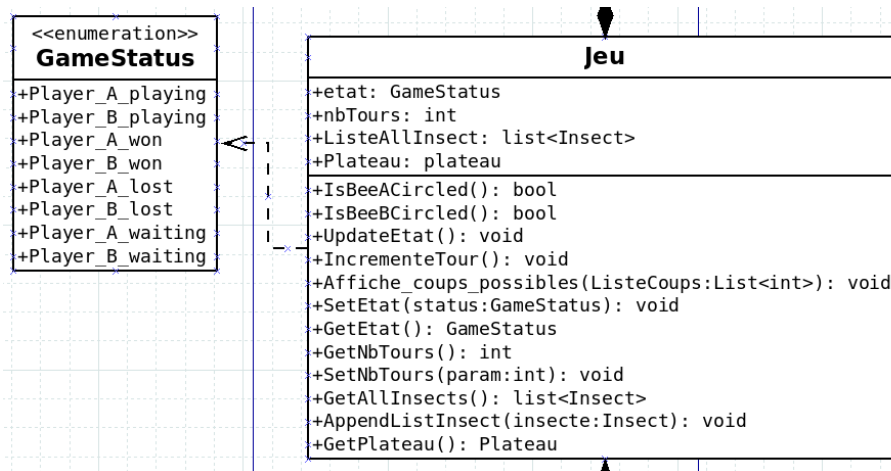 <<enumeration>>
GameStatus
+Player_A_playing
+Player_B_playing
+Player_A_won
+Player_B_won
+Player_A_lost
+Player_B_lost
+Player_A_waiting
+Player_B_waiting
Jeu
+etat: GameStatus
+nbTours: int
+ListeAllInsect: list<Insect>
+Plateau: plateau
+IsBeeACircled(): bool
+IsBeeBCircled(): bool
+UpdateEtat(): void
+IncrementeTour(): void
+Affiche_coups_possibles(ListeCoups:List<int>): void
+SetEtat(status:GameStatus): void
+GetEtat(): GameStatus
+GetNbTours(): int
+SetNbTours(param:int): void
+GetAllInsects(): list<Insect>
+AppendListInsect(insecte:Insect): void
+GetPlateau(): Plateau